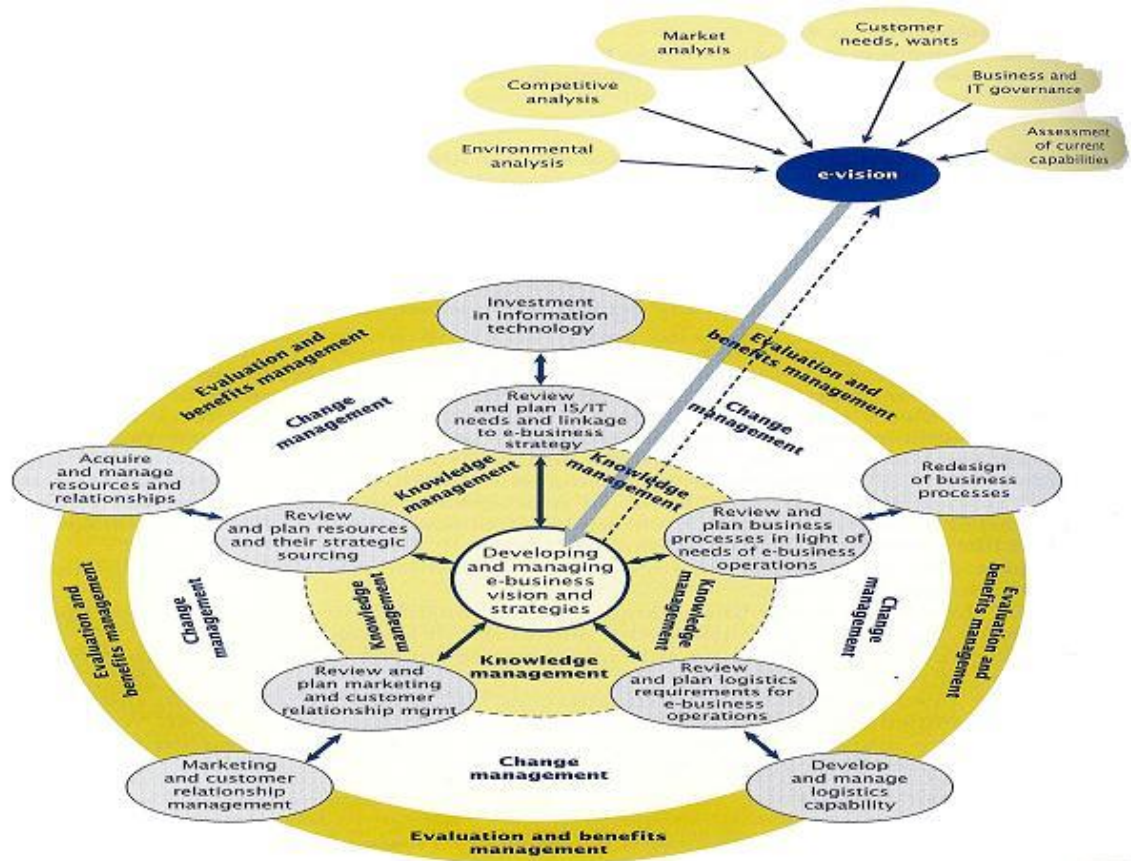 Market
analysis
Customer
needs, wants
Competitive
analysis
Business and
IT governance
Environmental
analysis
Assessment
of current
capabilities
e-vision
Investment
in information
technology
Evaluation and
benefits management
Evaluation and
benefits management
Change
management
Review
and plan IS/IT
needs and linkage
to e-business
strategy
Change
management
Acquire
and manage
resources and
relationships
Knowledge
management
Knowledge
management
Redesign
of business
processes
Review
and plan resources
and their strategic
sourcing
Developing
and managing
e-business
vision and
strategies
Review and
plan business
processes in light of
needs of e-business
operations
Evaluation and
benefits management
Change
management
Knowledge
management
Knowledge
management
Change
management
Evaluation and
benefits management
Review and
plan marketing
and customer
relationship mgmt
Knowledge
management
Review
and plan logistics
requirements for
e-business
operations
Marketing
and customer
relationship
management
Change
management
Develop
and manage
logistics
capability
Evaluation and benefits
management